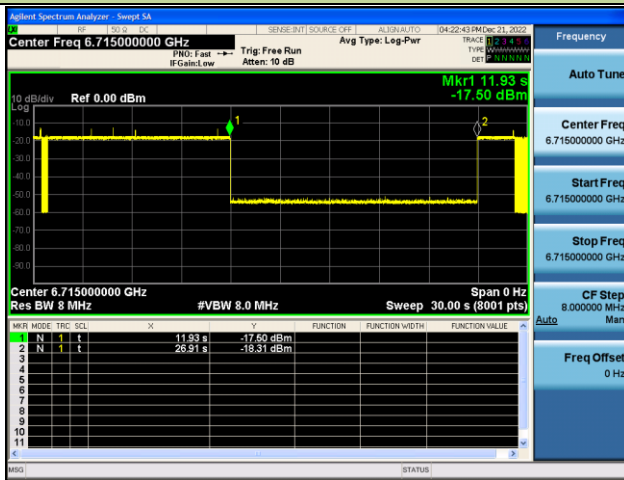 Agilent Spectrum Analyzer - Swept SA
RF 50 Ω DC SENSE:INT SOURCE OFF ALIGN AUTO 04:22:43 PM Dec 21, 2022
Center Freq 6.715000000 GHz
PNO: Fast
IFGain:Low
Trig: Free Run
Atten: 10 dB
Avg Type: Log-Pwr
TRACE 1 2 3 4 5
TYPE
DET P N N N N N
Mkr1 11.93 s
-17.50 dBm
10 dB/div Ref 0.00 dBm
Log
-10.0
-20.0
-30.0
-40.0
-50.0
-60.0
-70.0
-80.0
-90.0
1
2
Center 6.715000000 GHz Span 0 Hz
Res BW 8 MHz #VBW 8.0 MHz Sweep 30.00 s (8001 pts)
MKR MODE TRC SCL X Y FUNCTION FUNCTION WIDTH FUNCTION VALUE
1 N 1 t 11.93 s -17.50 dBm
2 N 1 t 26.91 s -18.31 dBm
3
4
5
6
7
8
9
10
11
MSG STATUS
Frequency
Auto Tune
Center Freq
6.715000000 GHz
Start Freq
6.715000000 GHz
Stop Freq
6.715000000 GHz
CF Step
8.000000 MHz
Auto Man
Freq Offset
0 Hz